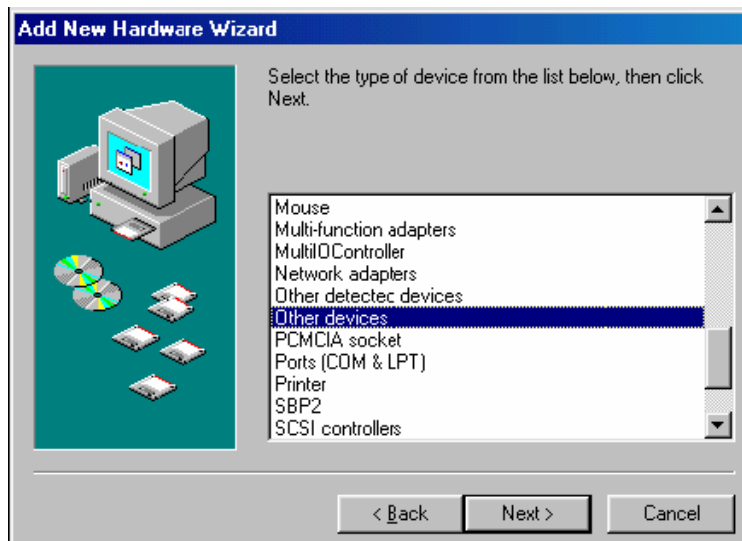 Add New Hardware Wizard
Select the type of device from the list below, then click
Next.
Mouse
Multi-function adapters
MultiIOController
Network adapters
Other detectec devices
Other devices
PCMCIA socket
Ports (COM & LPT)
Printer
SBP2
SCSI controllers
< Back
Next >
Cancel